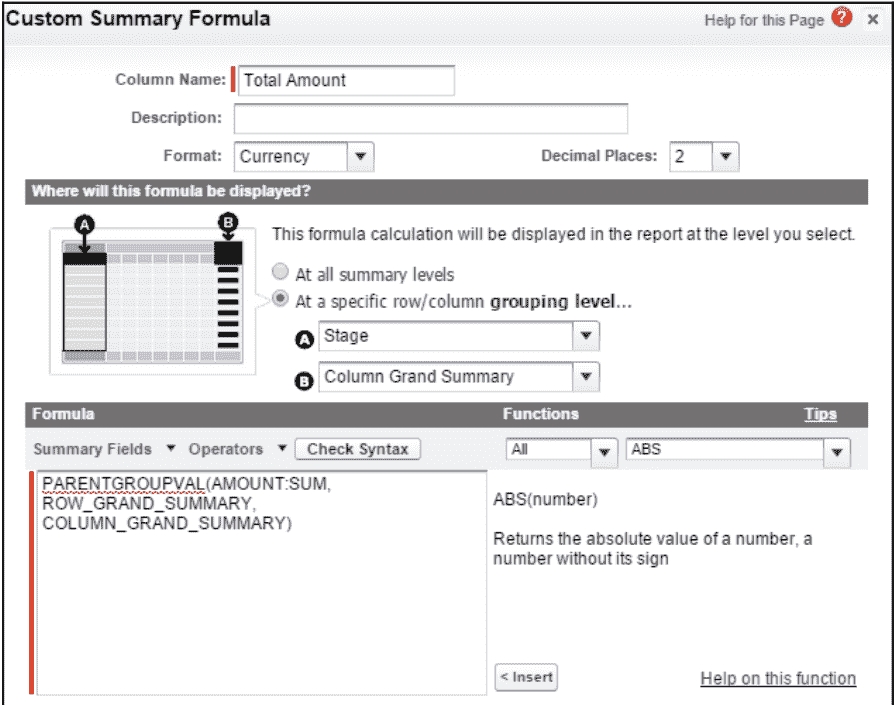 Custom Summary Formula
Help for this Page ? x
Column Name: Total Amount
Description:
Format: Currency
Decimal Places: 2
Where will this formula be displayed?
A
B
This formula calculation will be displayed in the report at the level you select.
At all summary levels
At a specific row/column grouping level...
A Stage
B Column Grand Summary
Formula
Functions
Tips
Summary Fields
Operators
Check Syntax
All
ABS
PARENTGROUPVAL(AMOUNT:SUM,
ROW_GRAND_SUMMARY,
COLUMN_GRAND_SUMMARY)
ABS(number)
Returns the absolute value of a number, a
number without its sign
< Insert
Help on this function